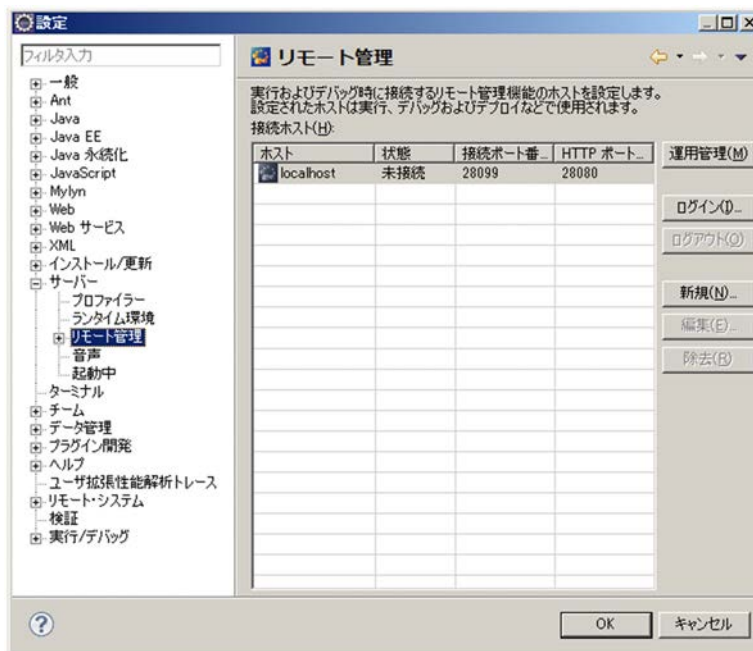 設定
フィルタ入力
一般
Ant
Java
Java EE
Java 永続化
JavaScript
Mylyn
Web
Web サービス
XML
インストール/更新
サーバー
プロファイラー
ランタイム環境
リモート管理
音声
起動中
ターミナル
チーム
データ管理
プラグイン開発
ヘルプ
ユーザ拡張性能解析トレース
リモート・システム
検証
実行/デバッグ
リモート管理
実行およびデバッグ時に接続するリモート管理機能のホストを設定します。
設定されたホストは実行、デバッグおよびデプロイなどで使用されます。
接続ホスト(H):
ホスト 状態 接続ポート番... HTTP ポート...
localhost 未接続 28099 28080
運用管理(M)
ログイン(I)...
ログアウト(O)
新規(N)...
編集(E)...
除去(R)
OK キャンセル